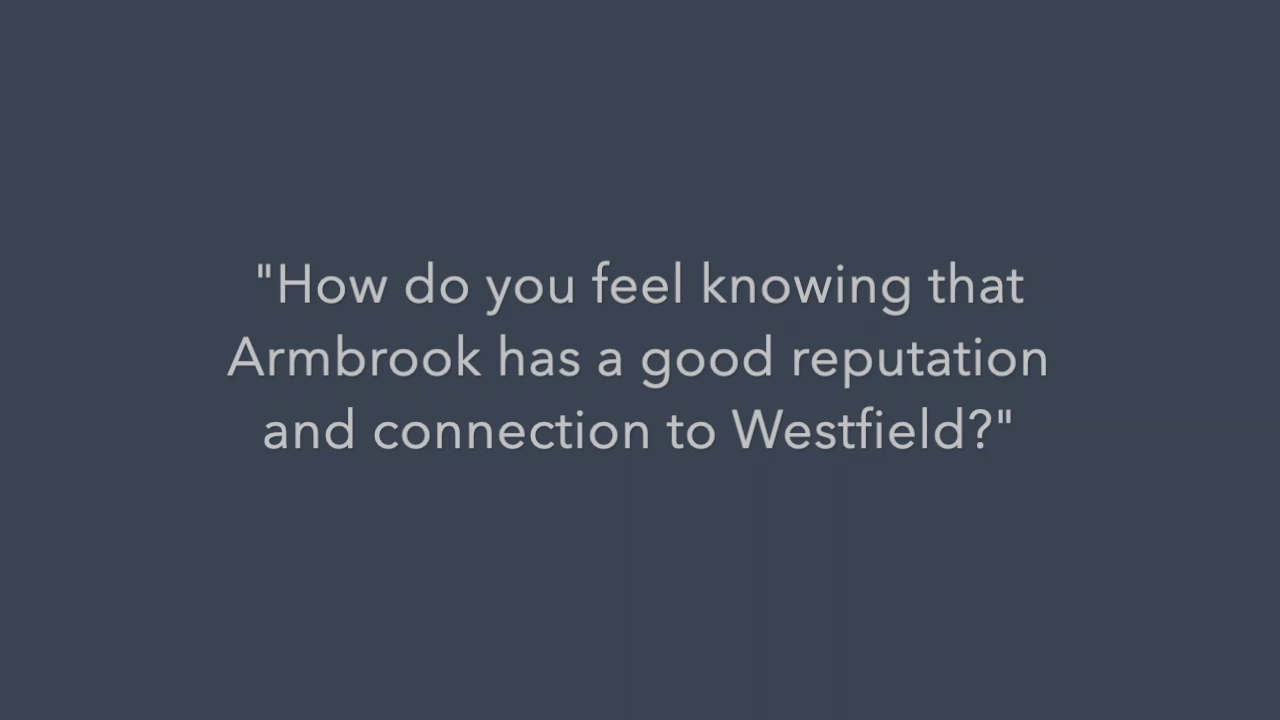 "How do you feel knowing that
Armbrook has a good reputation
and connection to Westfield?"